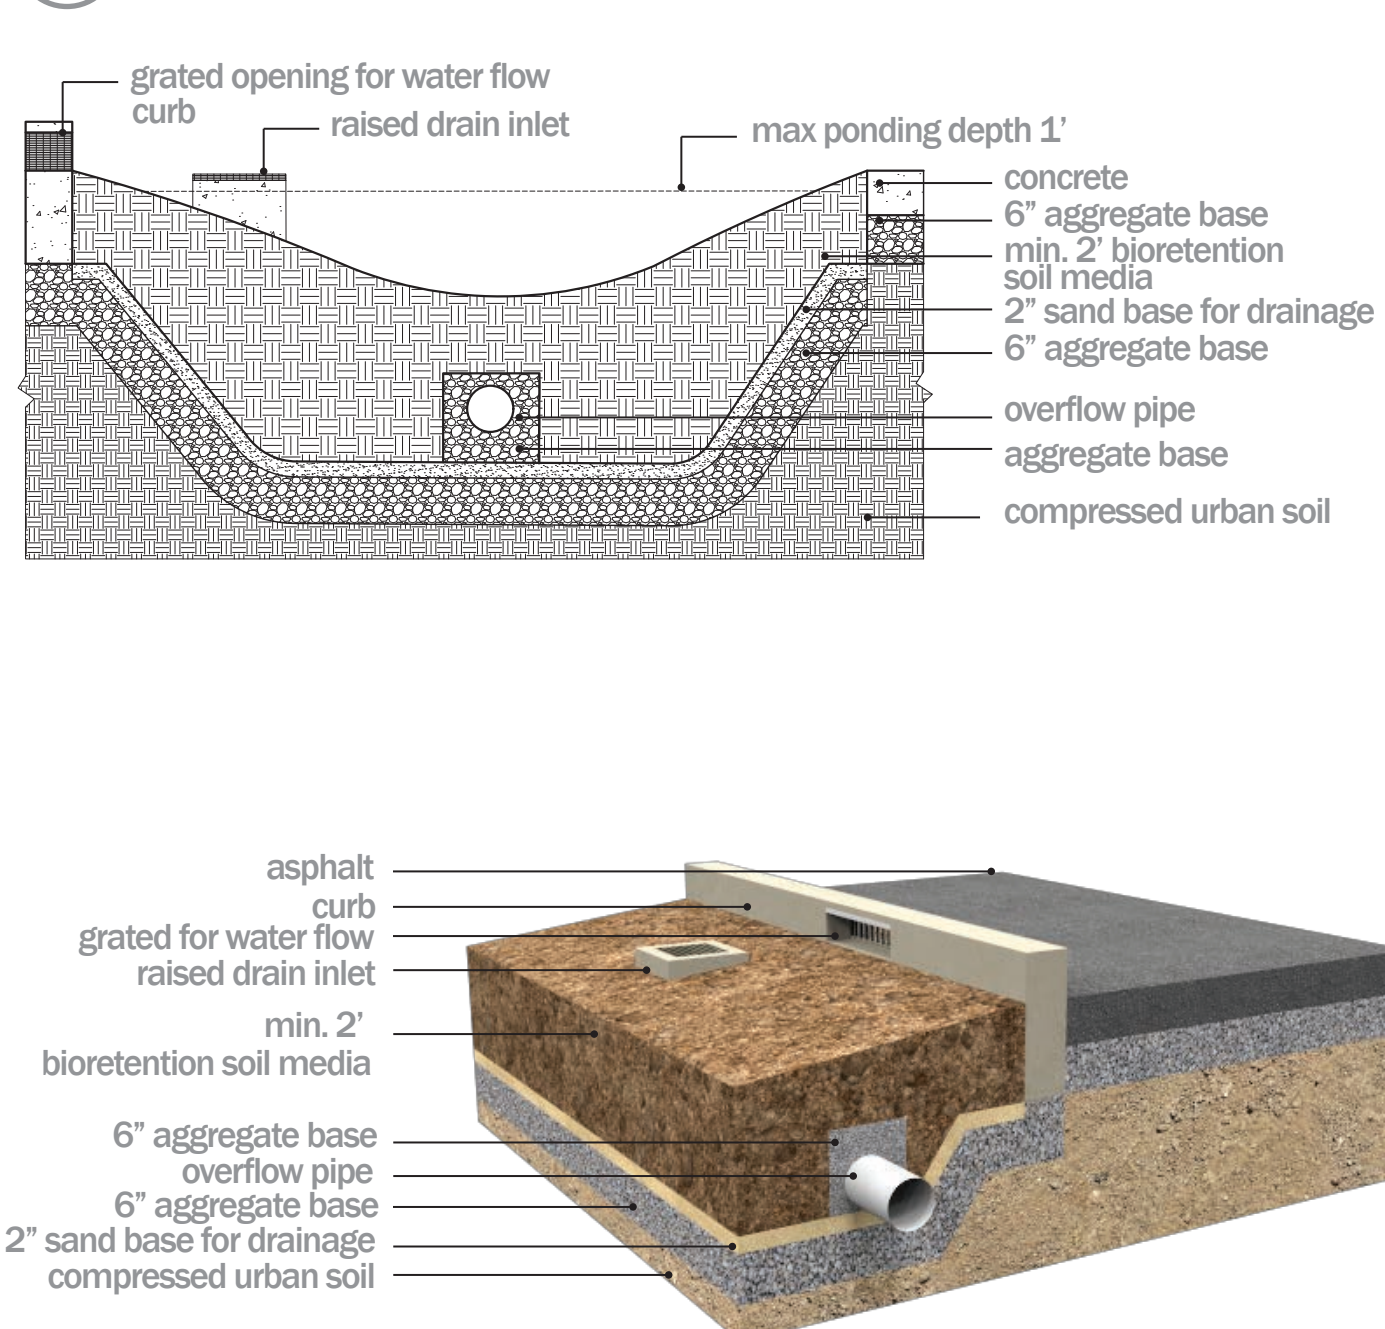 grated opening for water flow
curb
raised drain inlet
max ponding depth 1’
concrete
6” aggregate base
min. 2’ bioretention
soil media
2” sand base for drainage
6” aggregate base
overflow pipe
aggregate base
compressed urban soil
asphalt
curb
grated for water flow
raised drain inlet
min. 2’
bioretention soil media
6” aggregate base
overflow pipe
6” aggregate base
2” sand base for drainage
compressed urban soil